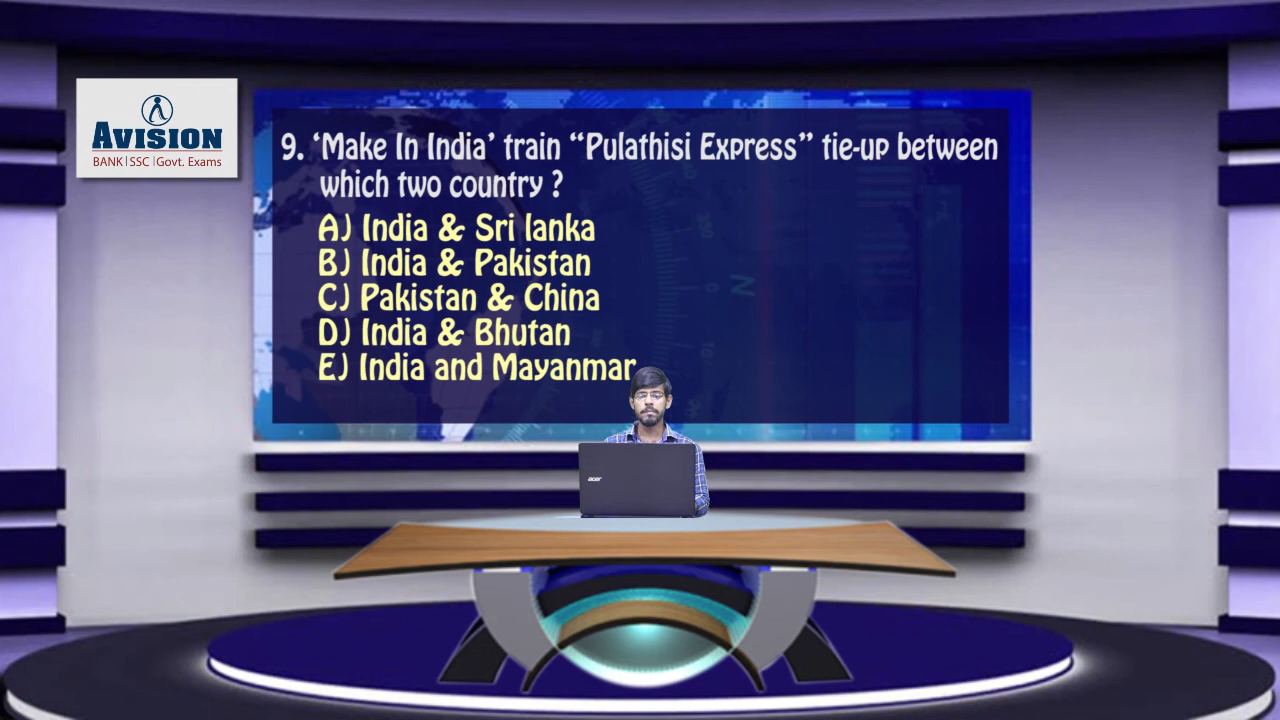 AVISION
BANK | SSC | Govt. Exams
9. ‘Make In India’ train “Pulathisi Express” tie-up between
which two country ?
A) India & Sri lanka
B) India & Pakistan
C) Pakistan & China
D) India & Bhutan
E) India and Mayanmar
acer
N